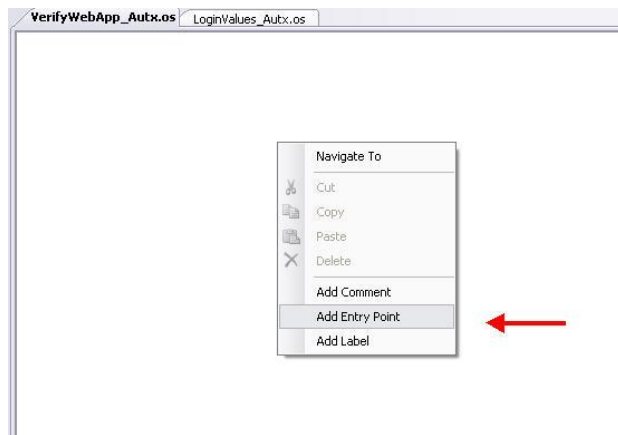 VerifyWebApp_Autx.os LoginValues_Autx.os
Navigate To
Cut
Copy
Paste
Delete
Add Comment
Add Entry Point
Add Label